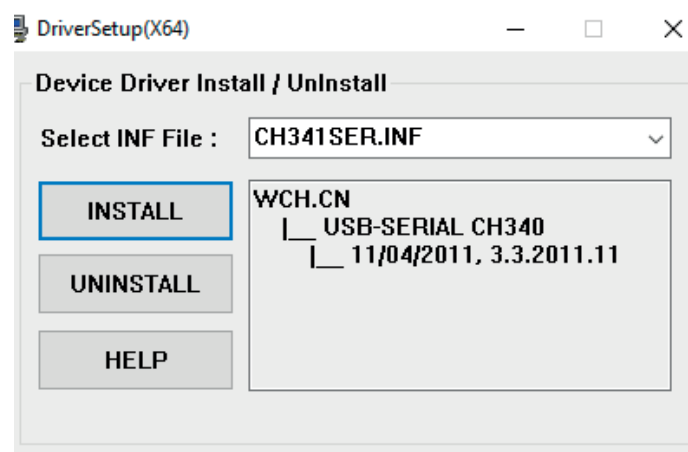 DriverSetup(X64)
Device Driver Install / UnInstall
Select INF File :
CH341SER.INF
INSTALL
WCH.CN
|__ USB-SERIAL CH340
|__ 11/04/2011, 3.3.2011.11
UNINSTALL
HELP